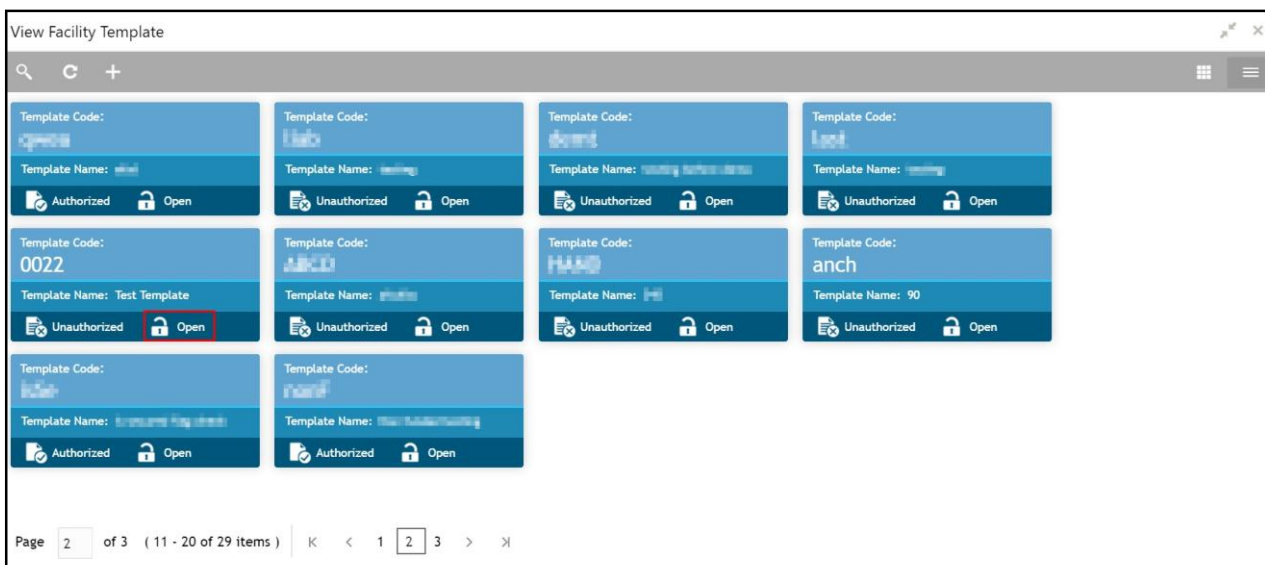 View Facility Template
Template Code: Template Code: Template Code: Template Code:
Template Name: Template Name: Template Name: Template Name:
Authorized Open Unauthorized Open Unauthorized Open Unauthorized Open
Template Code: Template Code: Template Code: Template Code:
0022 anch
Template Name: Test Template Template Name: Template Name: Template Name: 90
Unauthorized Open Unauthorized Open Unauthorized Open Unauthorized Open
Template Code: Template Code:
Template Name: Template Name:
Authorized Open Authorized Open
Page 2 of 3 ( 11 - 20 of 29 items ) K < 1 2 3 > >|